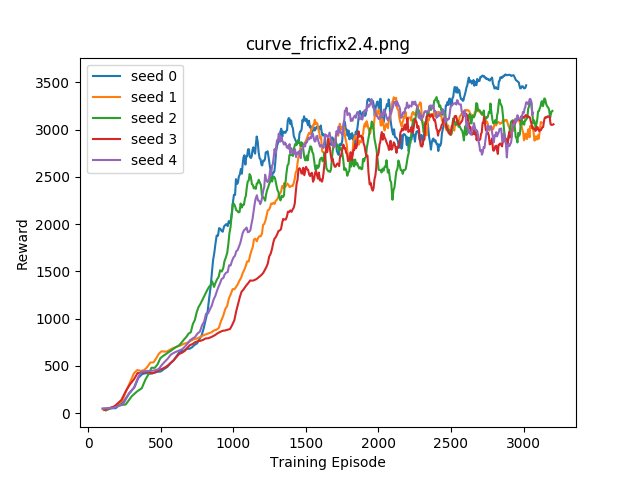 curve_fricfix2.4.png
seed 0
seed 1
seed 2
seed 3
seed 4
Reward
3500
3000
2500
2000
1500
1000
500
0
0 500 1000 1500 2000 2500 3000
Training Episode